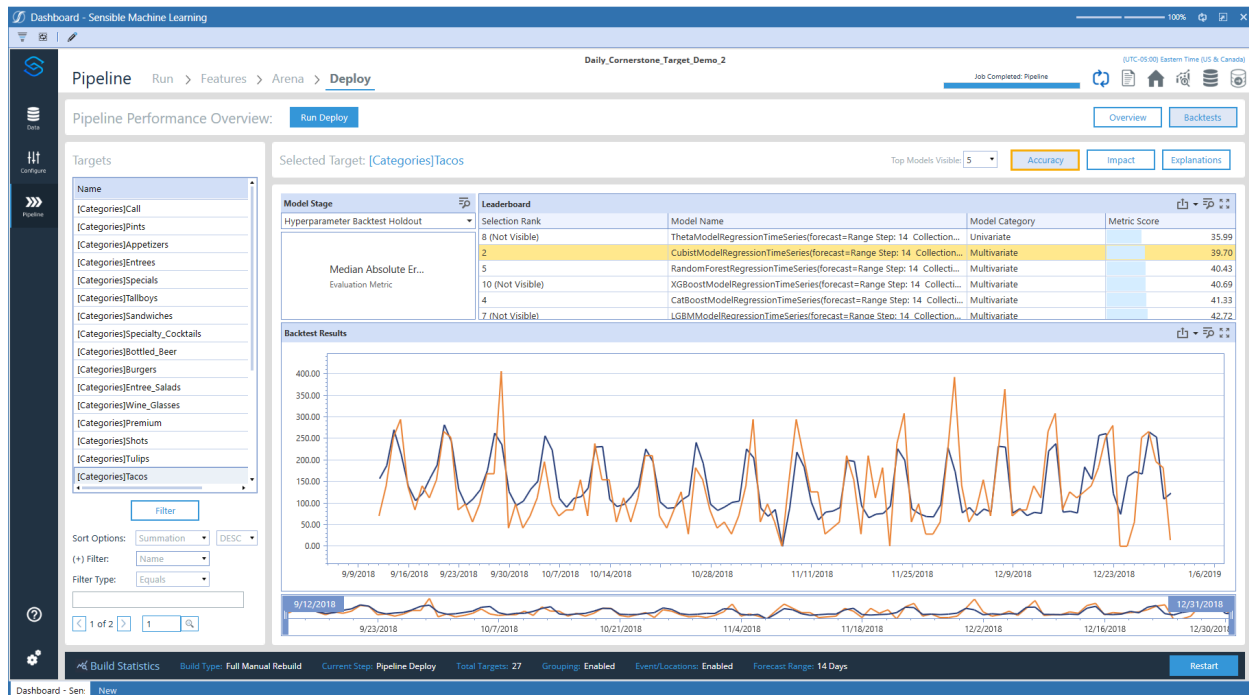 Dashboard - Sensible Machine Learning
100%
Daily_Cornerstone_Target_Demo_2
(UTC-05:00) Eastern Time (US & Canada)
Pipeline Run > Features > Arena > Deploy
Job Completed: Pipeline
Data
Configure
Pipeline
Pipeline Performance Overview: Run Deploy Overview Backtests
Targets
Name
[Categories]Call
[Categories]Pints
[Categories]Appetizers
[Categories]Entrees
[Categories]Specials
[Categories]Tallboys
[Categories]Sandwiches
[Categories]Specialty_Cocktails
[Categories]Bottled_Beer
[Categories]Burgers
[Categories]Entree_Salads
[Categories]Wine_Glasses
[Categories]Premium
[Categories]Shots
[Categories]Tulips
[Categories]Tacos
Filter
Sort Options: Summation DESC
(+) Filter: Name
Filter Type: Equals
< 1 of 2 > 1
Selected Target: [Categories]Tacos Top Models Visible: 5 Accuracy Impact Explanations
Model Stage
Hyperparameter Backtest Holdout
Median Absolute Er...
Evaluation Metric
Leaderboard
Selection Rank Model Name Model Category Metric Score
8 (Not Visible) ThetaModelRegressionTimeSeries(forecast=Range Step: 14 Collection... Univariate 35.99
2 CubistModelRegressionTimeSeries(forecast=Range Step: 14 Collection... Multivariate 39.70
5 RandomForestRegressionTimeSeries(forecast=Range Step: 14 Collecti... Multivariate 40.43
10 (Not Visible) XGBoostModelRegressionTimeSeries(forecast=Range Step: 14 Collecti... Multivariate 40.69
4 CatBoostModelRegressionTimeSeries(forecast=Range Step: 14 Collecti... Multivariate 41.33
7 (Not Visible) LGBMModelRegressionTimeSeries(forecast=Range Step: 14 Collection... Multivariate 42.72
Backtest Results
400.00
350.00
300.00
250.00
200.00
150.00
100.00
50.00
0.00
9/9/2018 9/16/2018 9/23/2018 9/30/2018 10/7/2018 10/14/2018 10/28/2018 11/11/2018 11/25/2018 12/9/2018 12/23/2018 1/6/2019
9/12/2018 12/31/2018
9/23/2018 10/7/2018 10/21/2018 11/4/2018 11/18/2018 12/2/2018 12/16/2018 12/30/2018
Build Statistics Build Type: Full Manual Rebuild Current Step: Pipeline Deploy Total Targets: 27 Grouping: Enabled Event/Locations: Enabled Forecast Range: 14 Days Restart
Dashboard - Sen: New